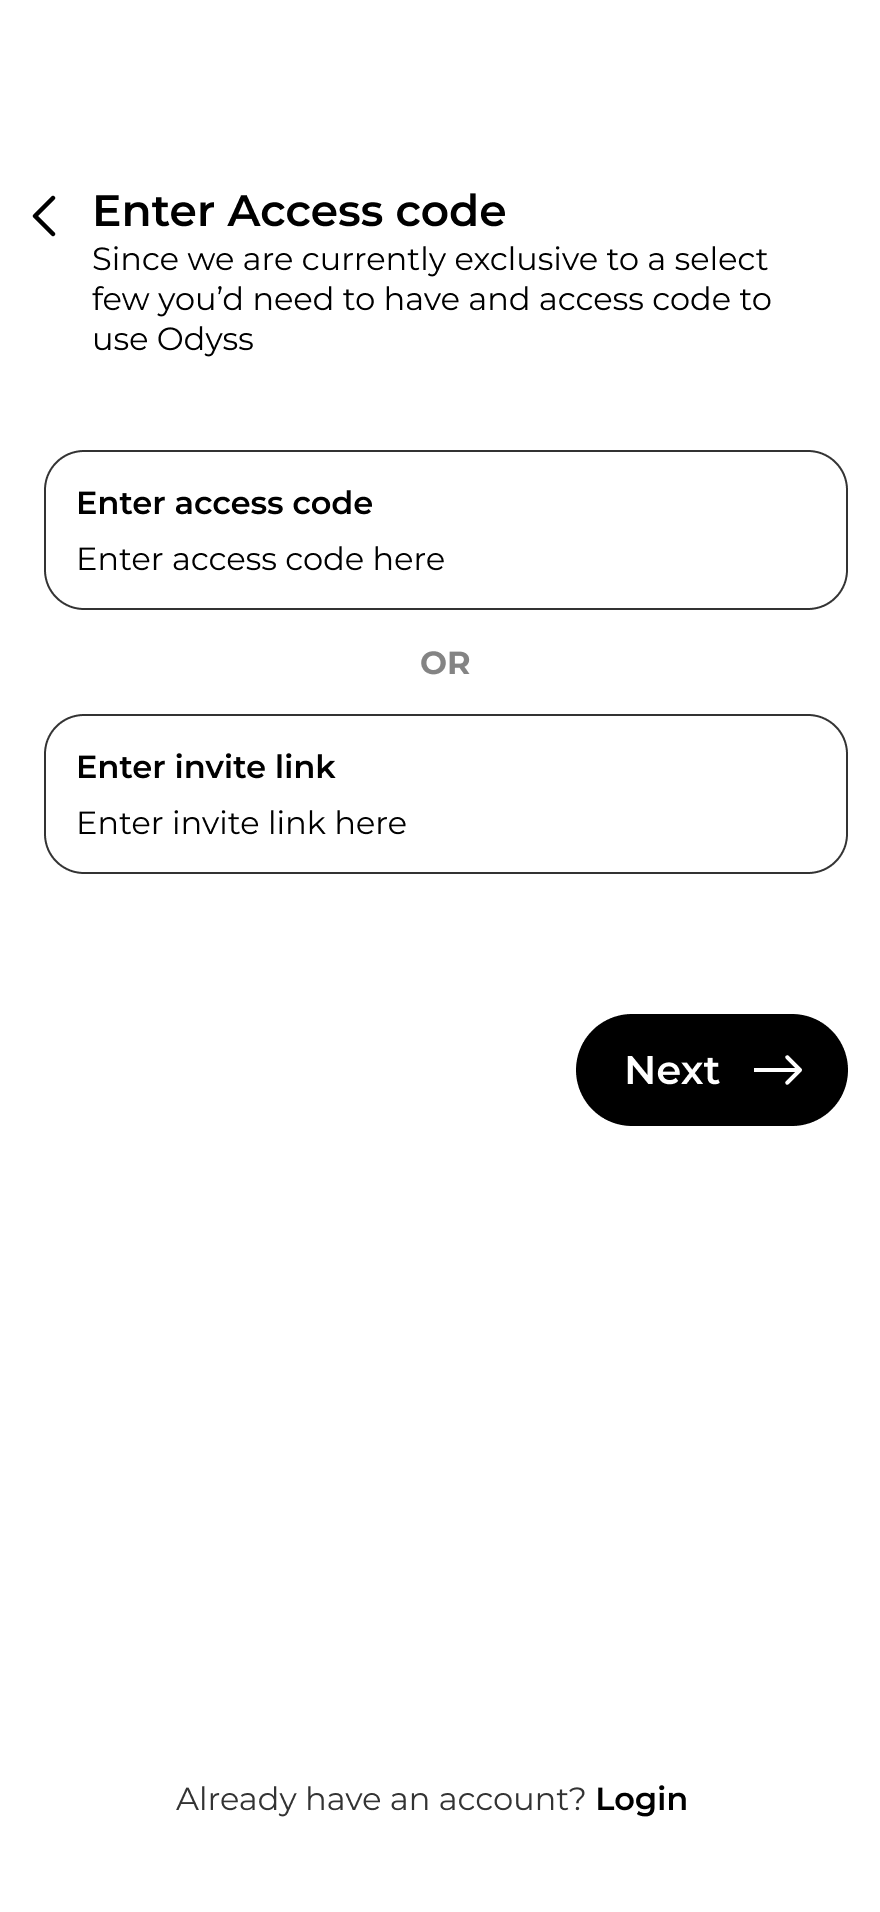 Enter Access code
Since we are currently exclusive to a select
few you’d need to have and access code to
use Odyss
Enter access code
Enter access code here
OR
Enter invite link
Enter invite link here
Next
Already have an account? Login